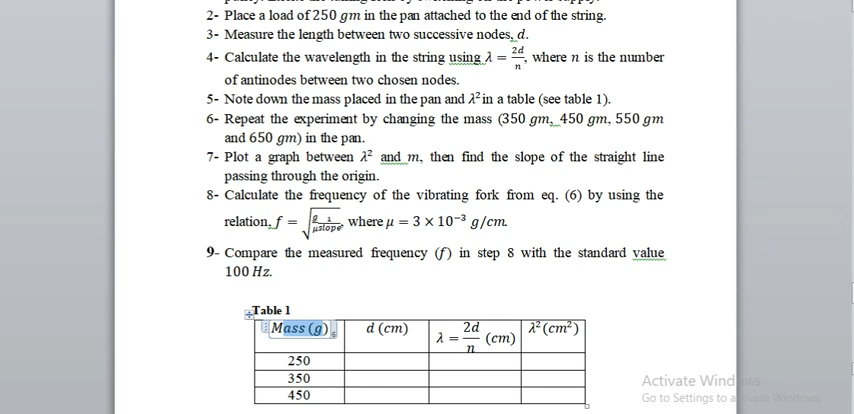 2- Place a load of 250 gm in the pan attached to the end of the string.
3- Measure the length between two successive nodes, d.
4- Calculate the wavelength in the string using λ = 2d/n, where n is the number
of antinodes between two chosen nodes.
5- Note down the mass placed in the pan and λ² in a table (see table 1).
6- Repeat the experiment by changing the mass (350 gm, 450 gm, 550 gm
and 650 gm) in the pan.
7- Plot a graph between λ² and m, then find the slope of the straight line
passing through the origin.
8- Calculate the frequency of the vibrating fork from eq. (6) by using the
relation, f = √(g/μ 1/slope), where μ = 3 × 10⁻³ g/cm.
9- Compare the measured frequency (f) in step 8 with the standard value
100 Hz.
Table 1
Mass (g) d (cm) λ = 2d/n (cm) λ² (cm²)
250
350
450
Activate Windows
Go to Settings to activate Windows.